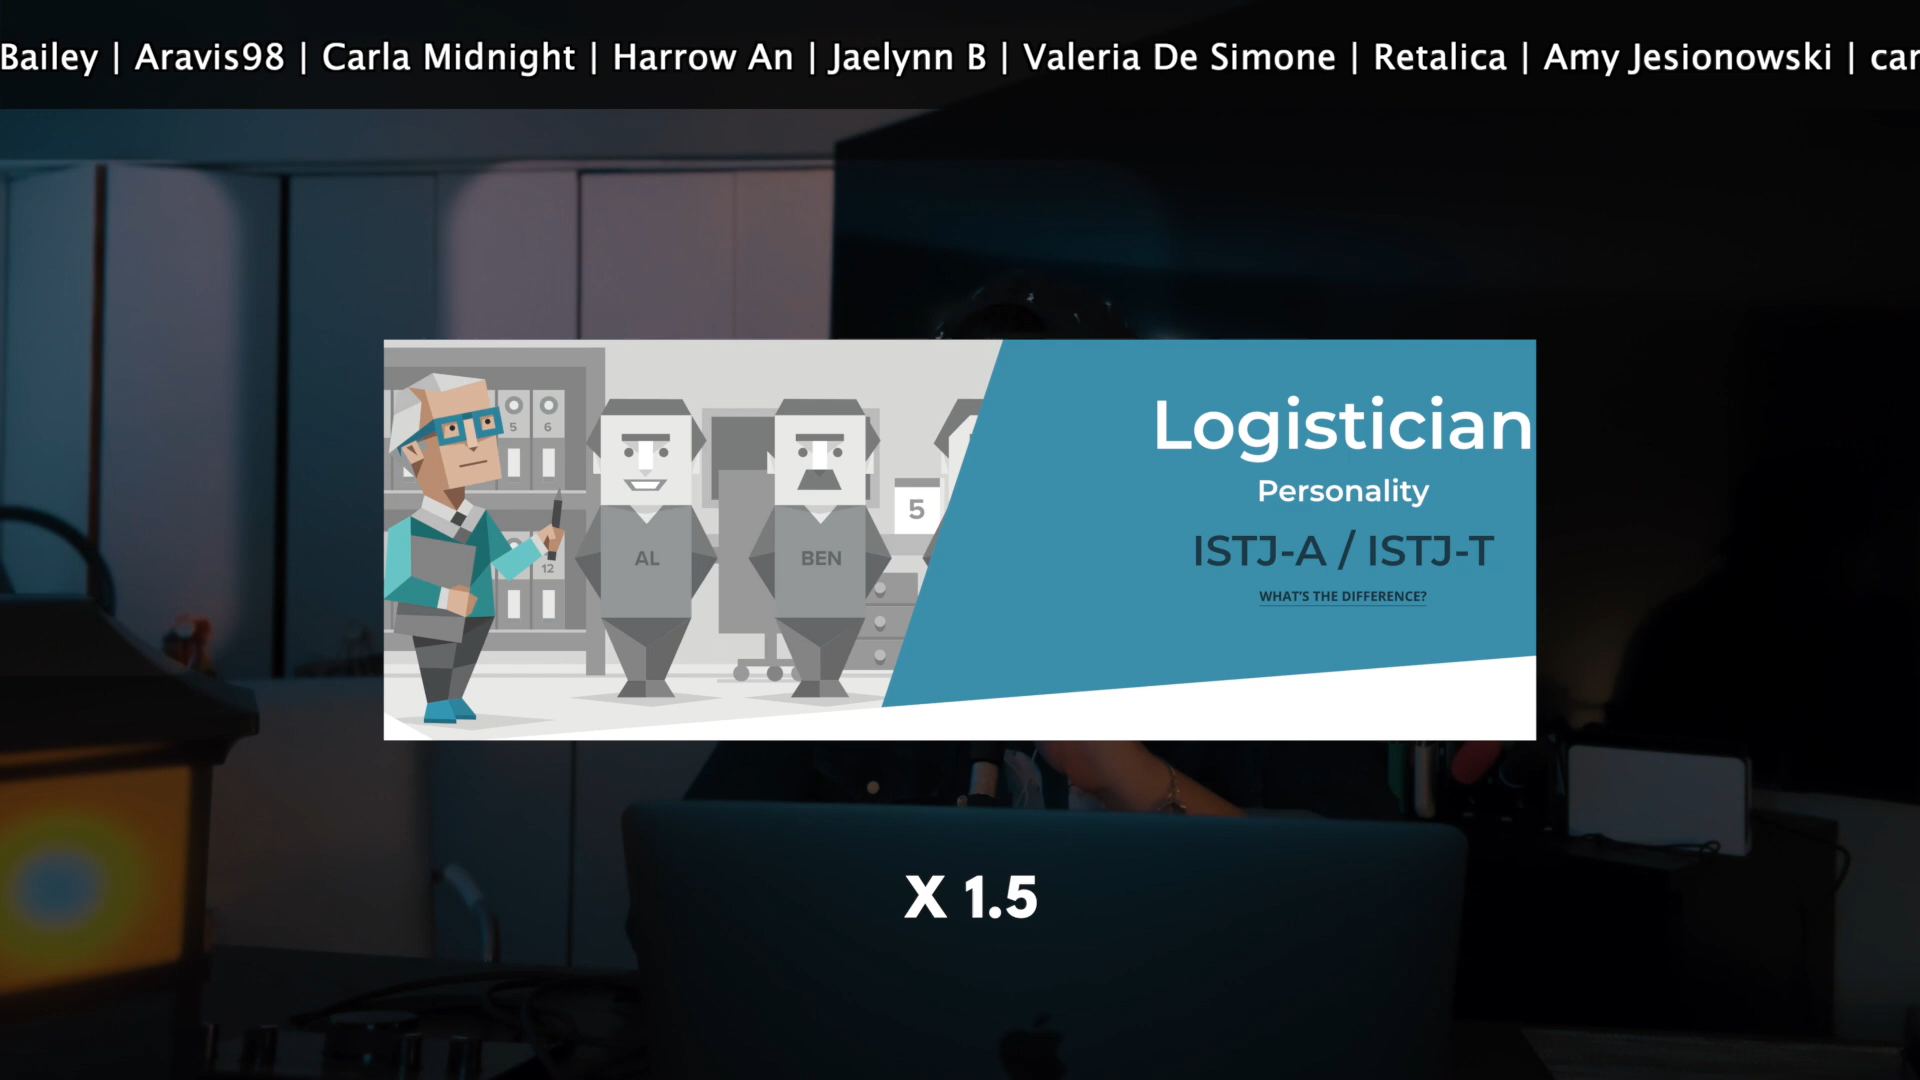 Bailey | Aravis98 | Carla Midnight | Harrow An | Jaelynn B | Valeria De Simone | Retalica | Amy Jesionowski | car
Logistician
Personality
ISTJ-A / ISTJ-T
WHAT'S THE DIFFERENCE?
5
6
12
5
AL
BEN
X 1.5